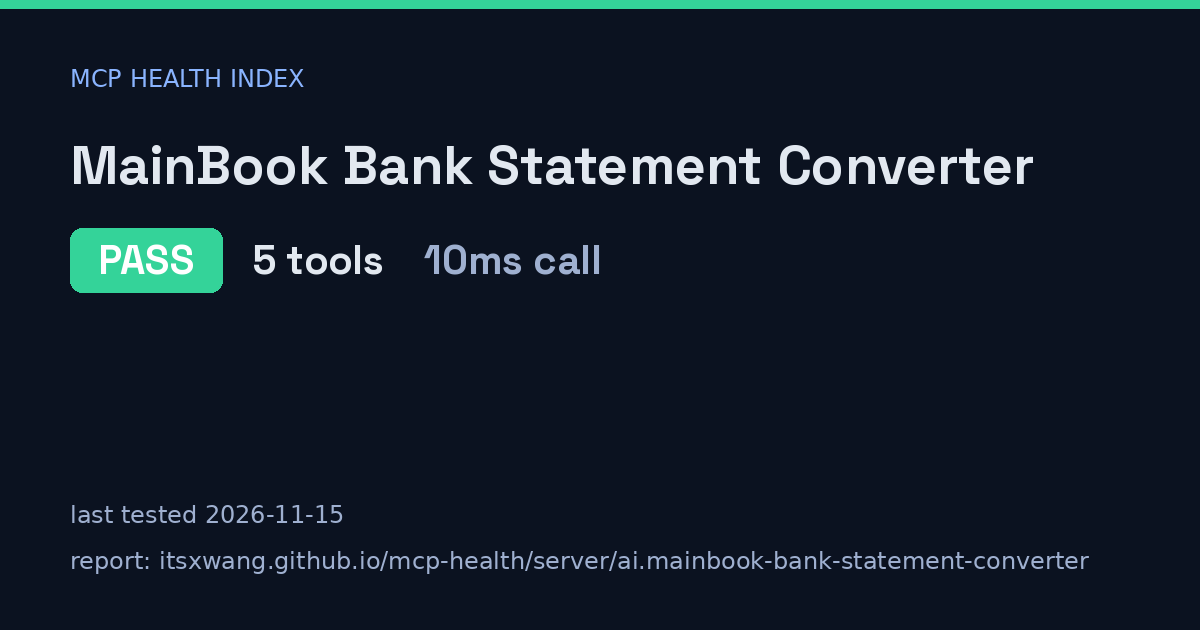 MCP HEALTH INDEX
MainBook Bank Statement Converter
PASS 5 tools 10ms call
last tested 2026-11-15
report: itsxwang.github.io/mcp-health/server/ai.mainbook-bank-statement-converter